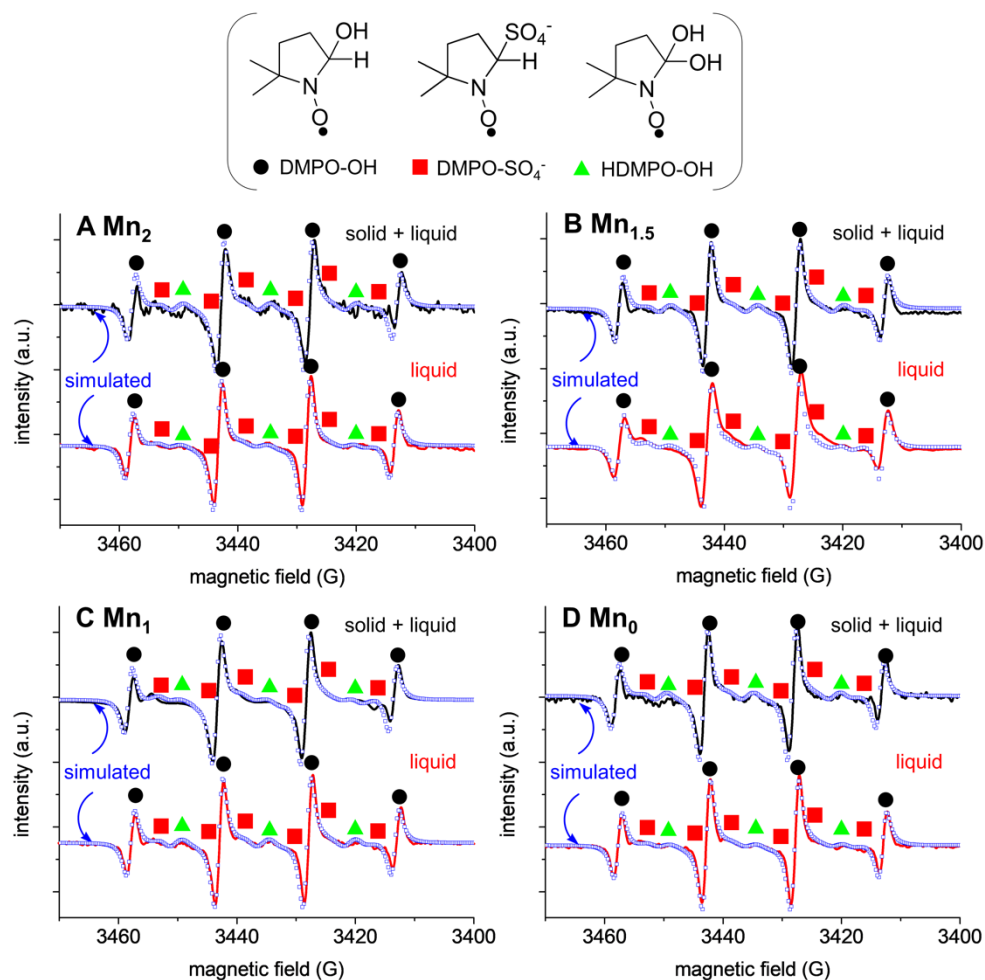 OH
SO₄⁻
OH
H
H
OH
N
N
N
O
O
O
DMPO-OH
DMPO-SO₄⁻
HDMPO-OH
A Mn₂
solid + liquid
simulated
liquid
intensity (a.u.)
3460
3440
3420
3400
magnetic field (G)
B Mn₁.₅
solid + liquid
simulated
liquid
intensity (a.u.)
3460
3440
3420
3400
magnetic field (G)
C Mn₁
solid + liquid
simulated
liquid
intensity (a.u.)
3460
3440
3420
3400
magnetic field (G)
D Mn₀
solid + liquid
simulated
liquid
intensity (a.u.)
3460
3440
3420
3400
magnetic field (G)